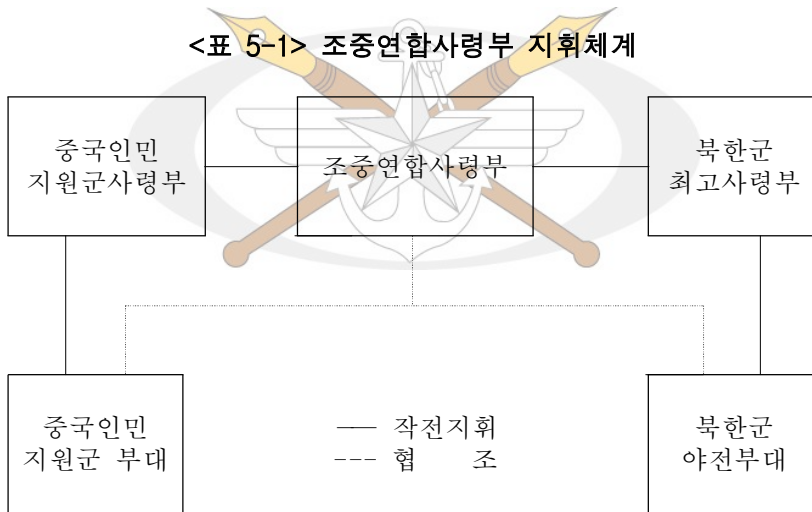 <표 5-1> 조중연합사령부 지휘체계
중국인민
지원군사령부
조중연합사령부
북한군
최고사령부
중국인민
지원군 부대
── 작전지휘
--- 협 조
북한군
야전부대